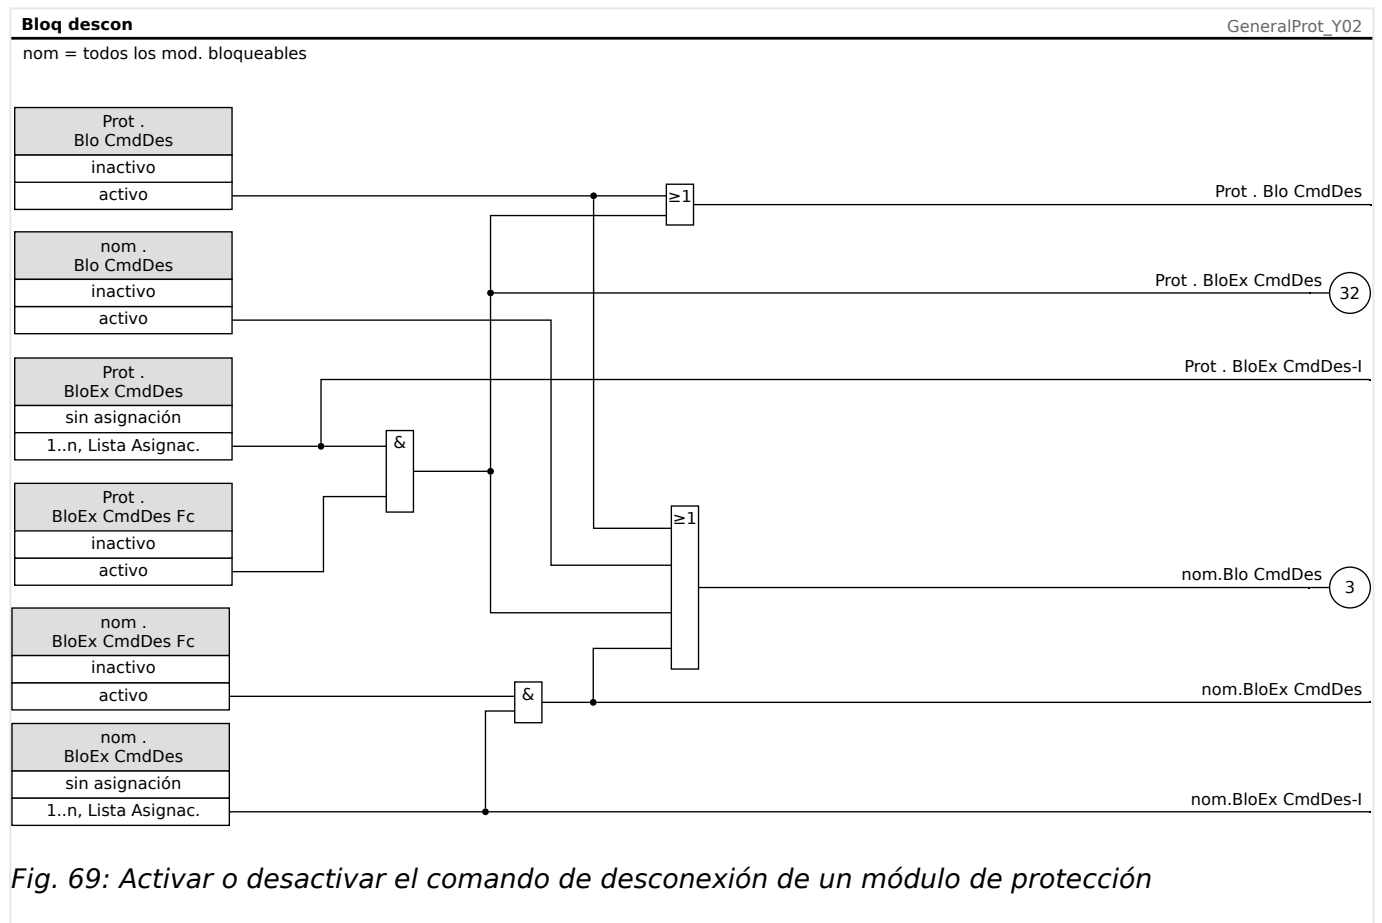 Bloq descon
GeneralProt_Y02
nom = todos los mod. bloqueables
Prot .
Blo CmdDes
inactivo
activo
≥1
Prot . Blo CmdDes
nom .
Blo CmdDes
inactivo
activo
Prot . BloEx CmdDes
32
Prot .
BloEx CmdDes
sin asignación
1..n, Lista Asignac.
Prot . BloEx CmdDes-I
&
Prot .
BloEx CmdDes Fc
inactivo
activo
≥1
nom.Blo CmdDes
3
nom .
BloEx CmdDes Fc
inactivo
activo
&
nom.BloEx CmdDes
nom .
BloEx CmdDes
sin asignación
1..n, Lista Asignac.
nom.BloEx CmdDes-I
Fig. 69: Activar o desactivar el comando de desconexión de un módulo de protección